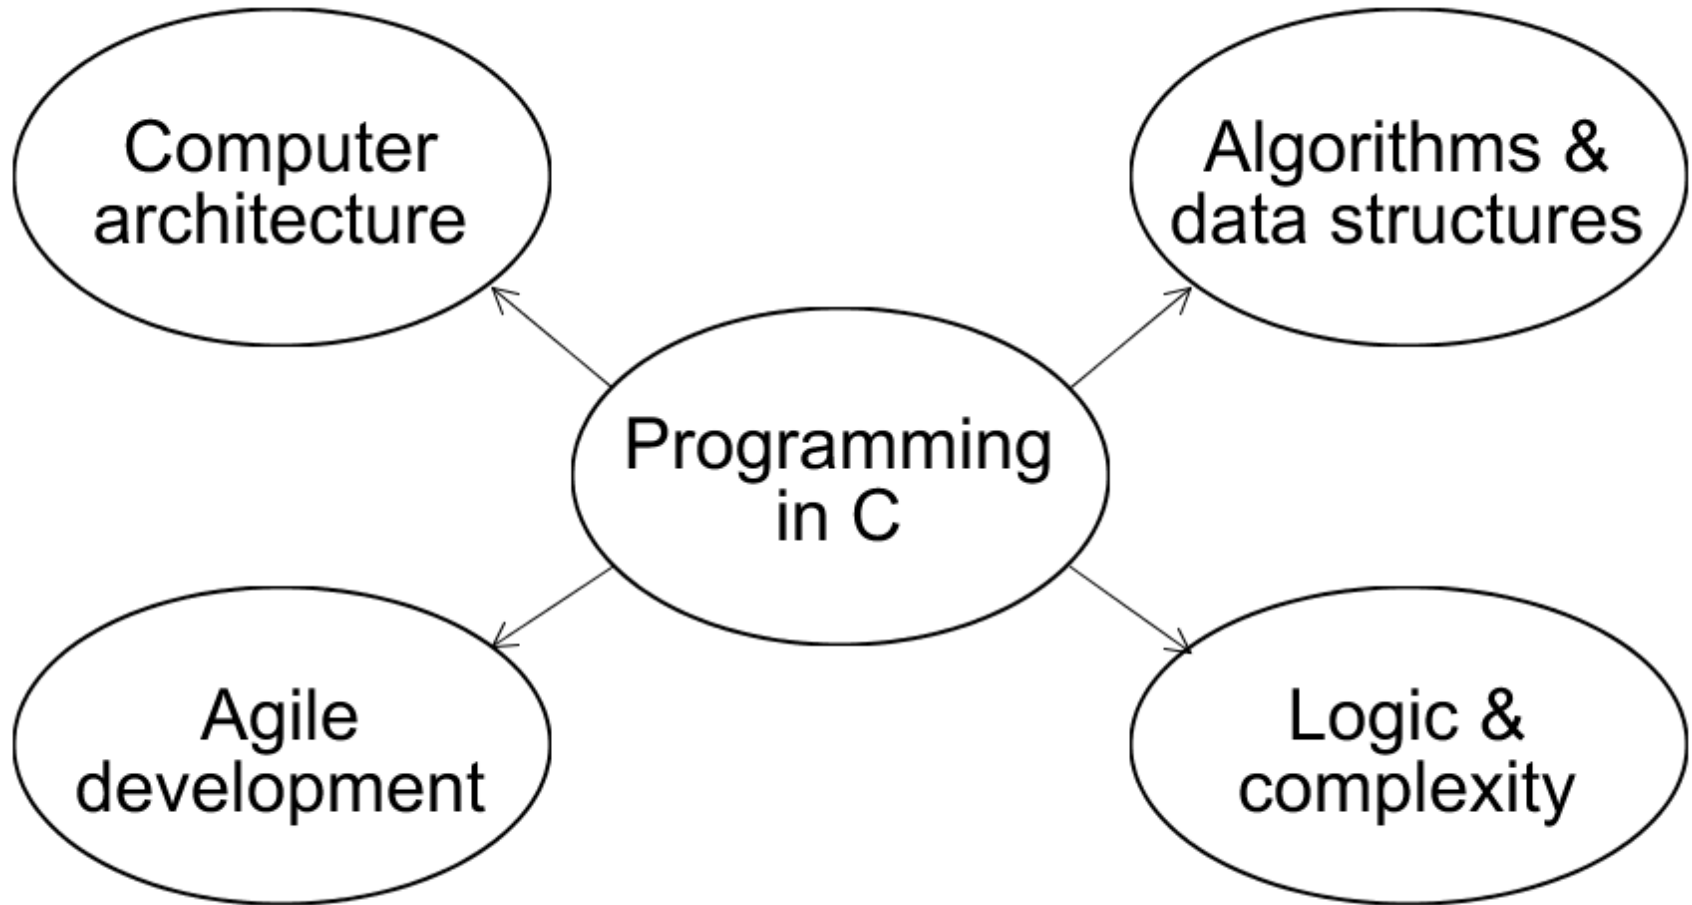 Computer
architecture
Algorithms &
data structures
Programming
in C
Agile
development
Logic &
complexity